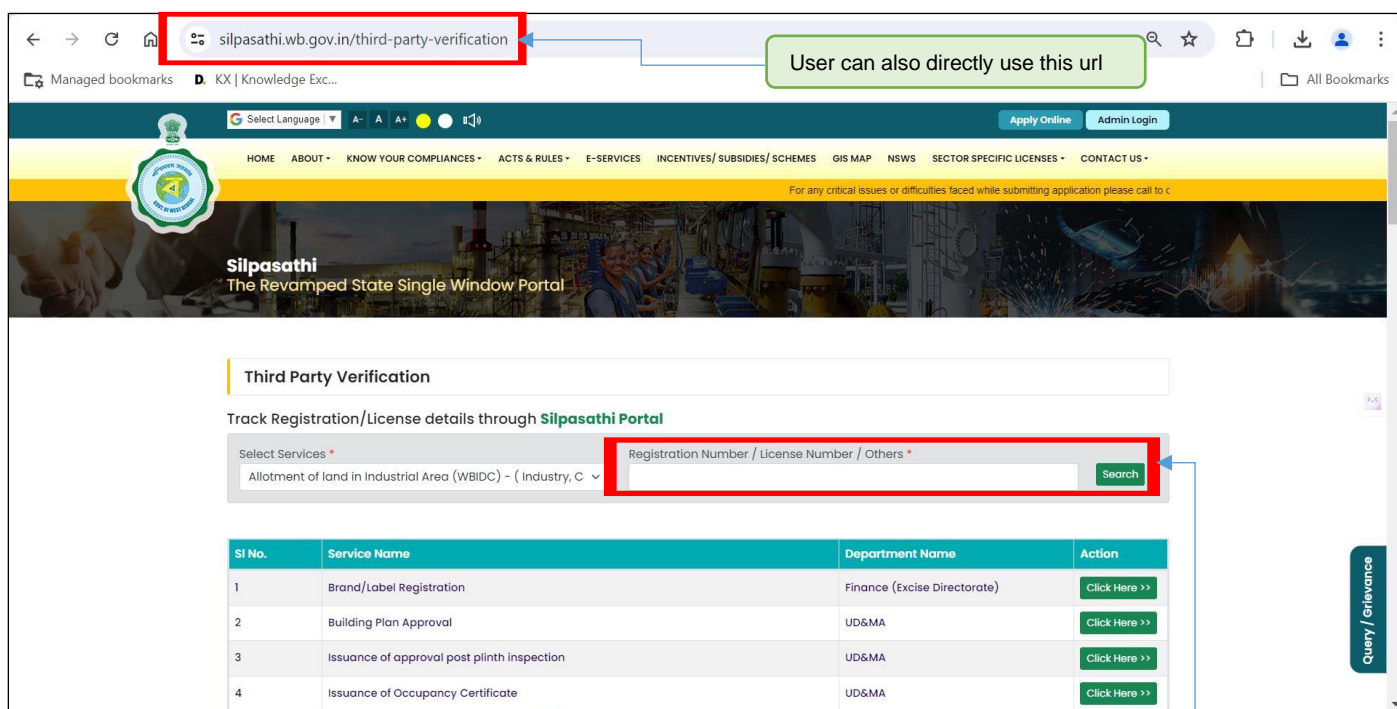 silpasathi.wb.gov.in/third-party-verification
User can also directly use this url
Managed bookmarks D. KX | Knowledge Exc... All Bookmarks
G Select Language ▼ A- A A+ Apply Online Admin Login
HOME ABOUT KNOW YOUR COMPLIANCES ACTS & RULES E-SERVICES INCENTIVES/ SUBSIDIES/ SCHEMES GIS MAP NSWS SECTOR SPECIFIC LICENSES CONTACT US
For any critical issues or difficulties faced while submitting application please call to c
Silpasathi
The Revamped State Single Window Portal
Third Party Verification
Track Registration/License details through Silpasathi Portal
Select Services * Registration Number / License Number / Others *
Allotment of land in Industrial Area (WBIDC) - ( Industry, C Search
Sl No. Service Name Department Name Action
1 Brand/Label Registration Finance (Excise Directorate) Click Here >>
2 Building Plan Approval UD&MA Click Here >>
3 Issuance of approval post plinth inspection UD&MA Click Here >>
4 Issuance of Occupancy Certificate UD&MA Click Here >>
Query / Grievance